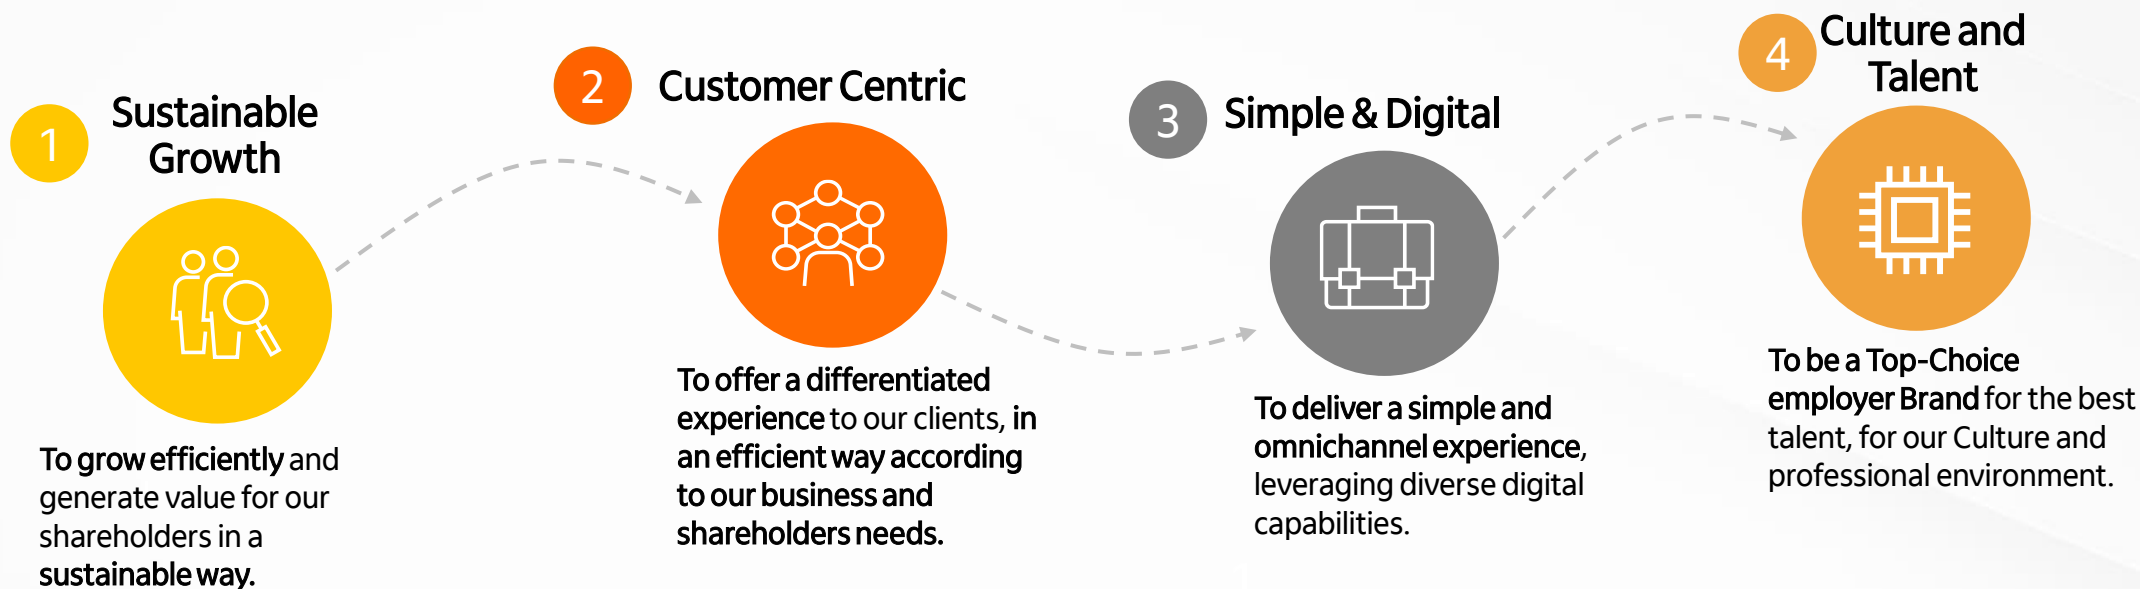 1
Sustainable
Growth
To grow efficiently and
generate value for our
shareholders in a
sustainable way.
2
Customer Centric
To offer a differentiated
experience to our clients, in
an efficient way according
to our business and
shareholders needs.
3
Simple & Digital
To deliver a simple and
omnichannel experience,
leveraging diverse digital
capabilities.
4
Culture and
Talent
To be a Top-Choice
employer Brand for the best
talent, for our Culture and
professional environment.